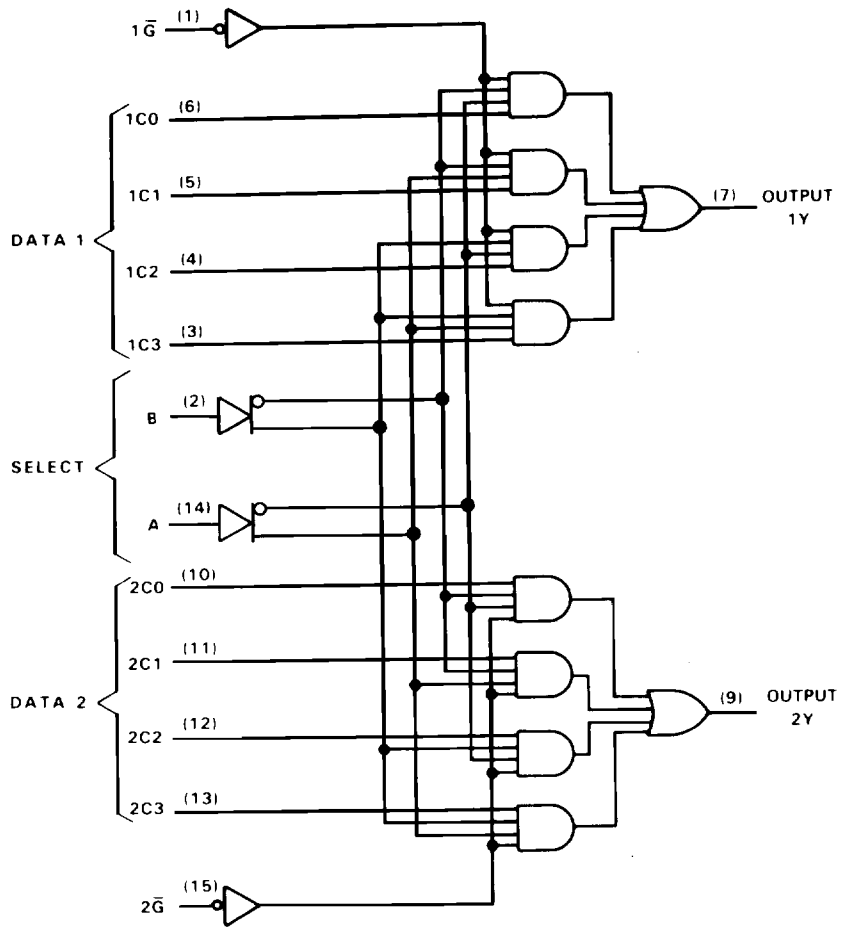 1G̅ (1)
1C0 (6)
1C1 (5)
DATA 1
1C2 (4)
1C3 (3)
(7) OUTPUT
1Y
B (2)
SELECT
A (14)
2C0 (10)
2C1 (11)
DATA 2
2C2 (12)
2C3 (13)
(9) OUTPUT
2Y
2G̅ (15)